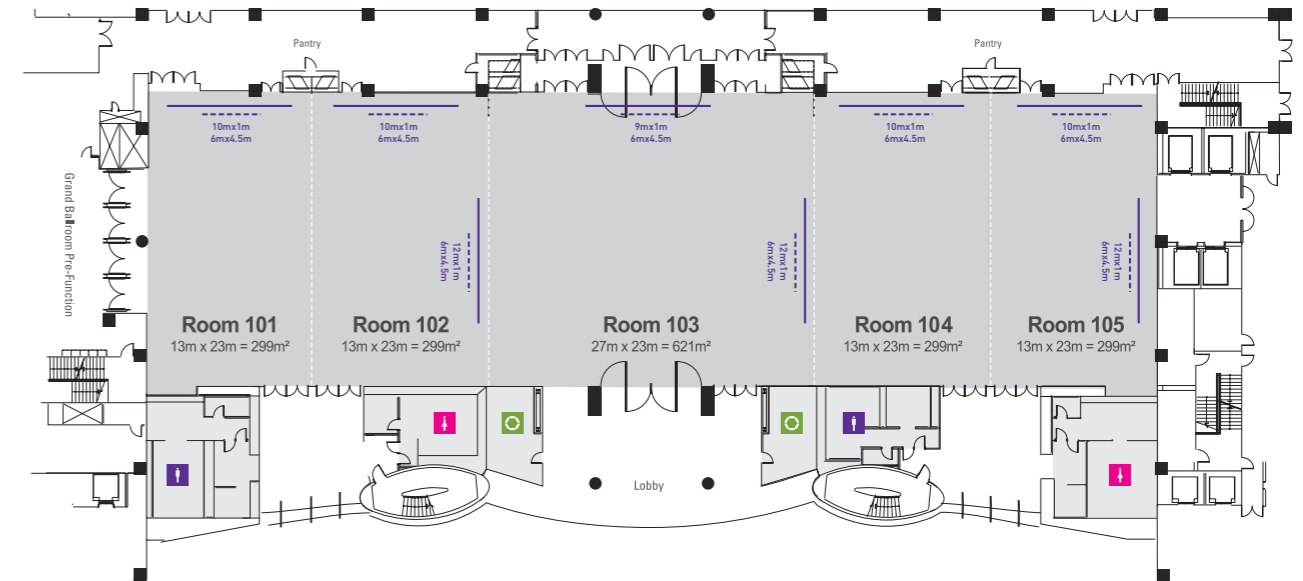 Pantry
Pantry
10mx1m
6mx4.5m
10mx1m
6mx4.5m
9mx1m
6mx4.5m
10mx1m
6mx4.5m
10mx1m
6mx4.5m
Grand Ballroom Pre-Function
12mx1m
6mx4.5m
12mx1m
6mx4.5m
12mx1m
6mx4.5m
Room 101
13m x 23m = 299m²
Room 102
13m x 23m = 299m²
Room 103
27m x 23m = 621m²
Room 104
13m x 23m = 299m²
Room 105
13m x 23m = 299m²
Lobby